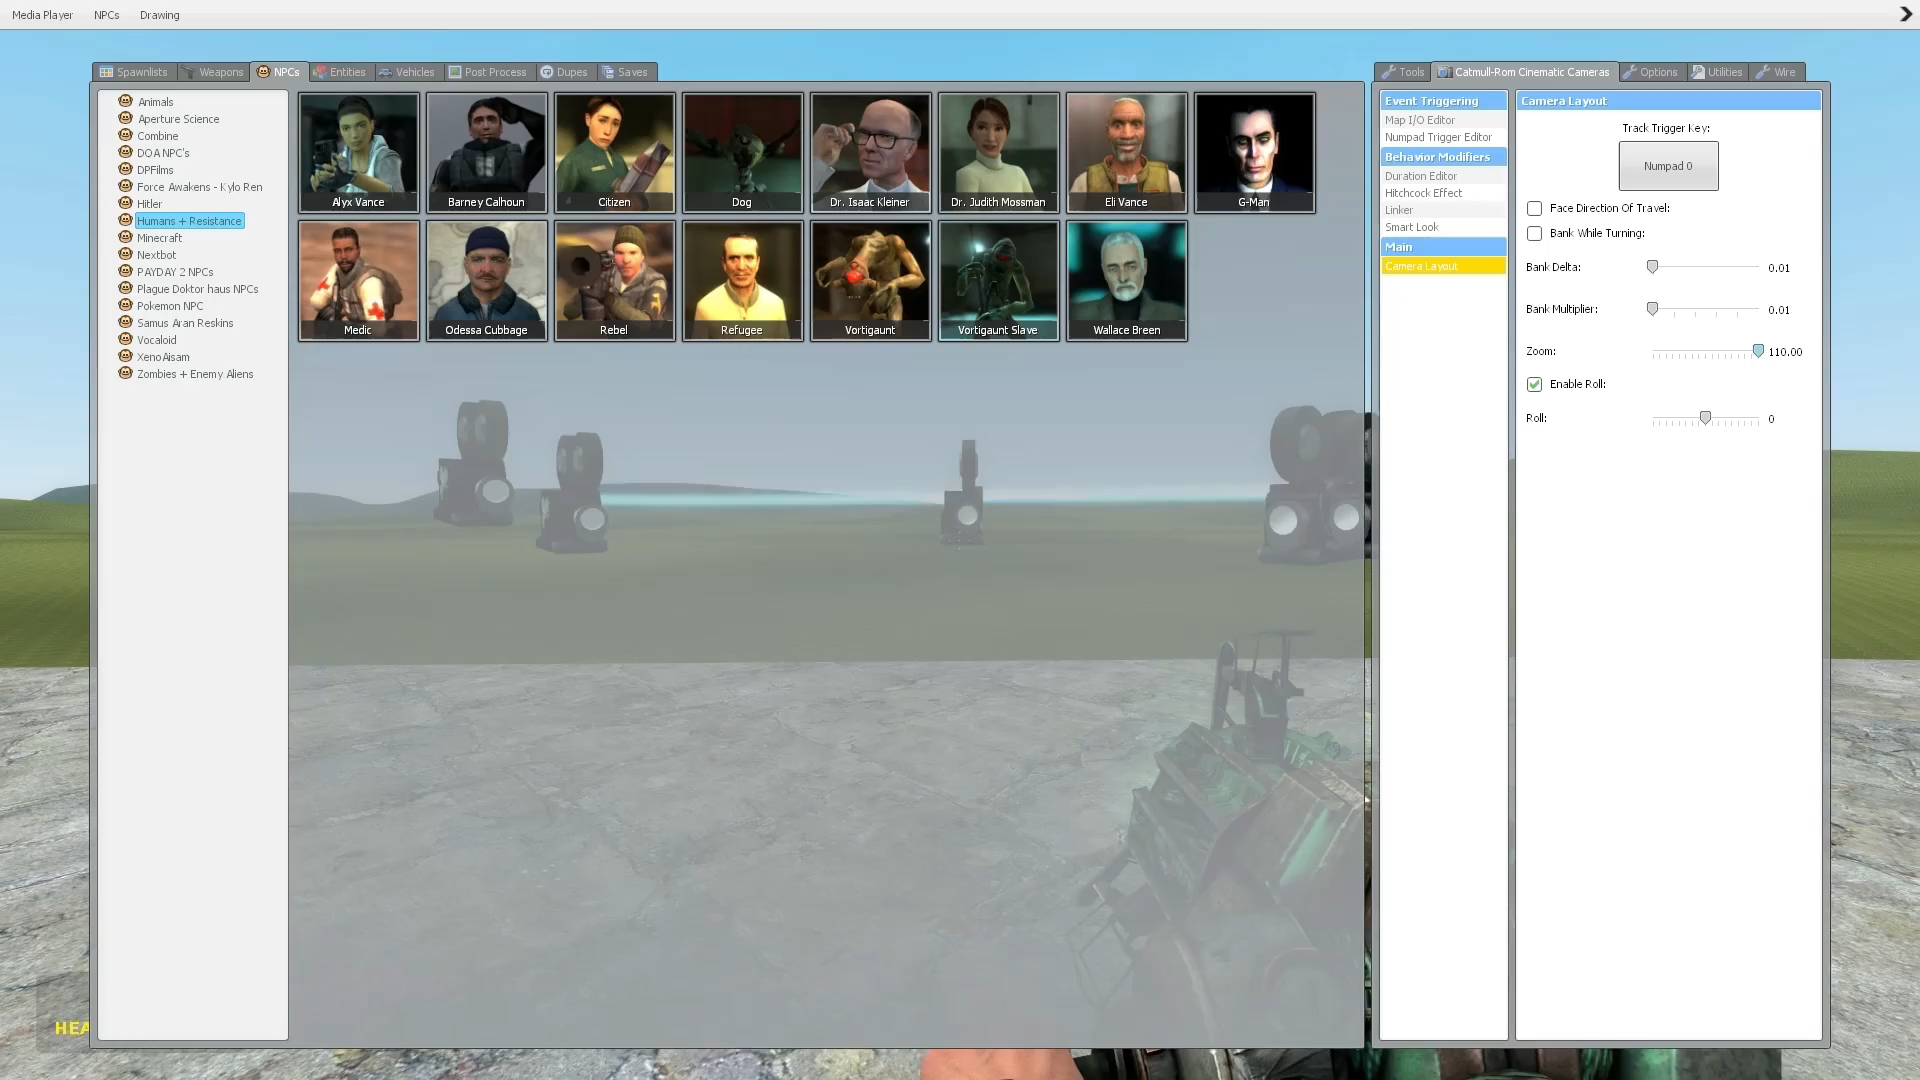 Media Player NPCs Drawing
Spawnlists Weapons NPCs Entities Vehicles Post Process Dupes Saves
Animals
Aperture Science
Combine
DOA NPC's
DPFilms
Force Awakens - Kylo Ren
Hitler
Humans + Resistance
Minecraft
Nextbot
PAYDAY 2 NPCs
Plague Doktor haus NPCs
Pokemon NPC
Samus Aran Reskins
Vocaloid
XenoAisam
Zombies + Enemy Aliens
Alyx Vance Barney Calhoun Citizen Dog Dr. Isaac Kleiner Dr. Judith Mossman Eli Vance G-Man
Medic Odessa Cubbage Rebel Refugee Vortigaunt Vortigaunt Slave Wallace Breen
Tools Catmull-Rom Cinematic Cameras Options Utilities Wire
Event Triggering
Map I/O Editor
Numpad Trigger Editor
Behavior Modifiers
Duration Editor
Hitchcock Effect
Linker
Smart Look
Main
Camera Layout
Camera Layout
Track Trigger Key:
Numpad 0
Face Direction Of Travel:
Bank While Turning:
Bank Delta: 0.01
Bank Multiplier: 0.01
Zoom: 110.00
Enable Roll:
Roll: 0
HEA